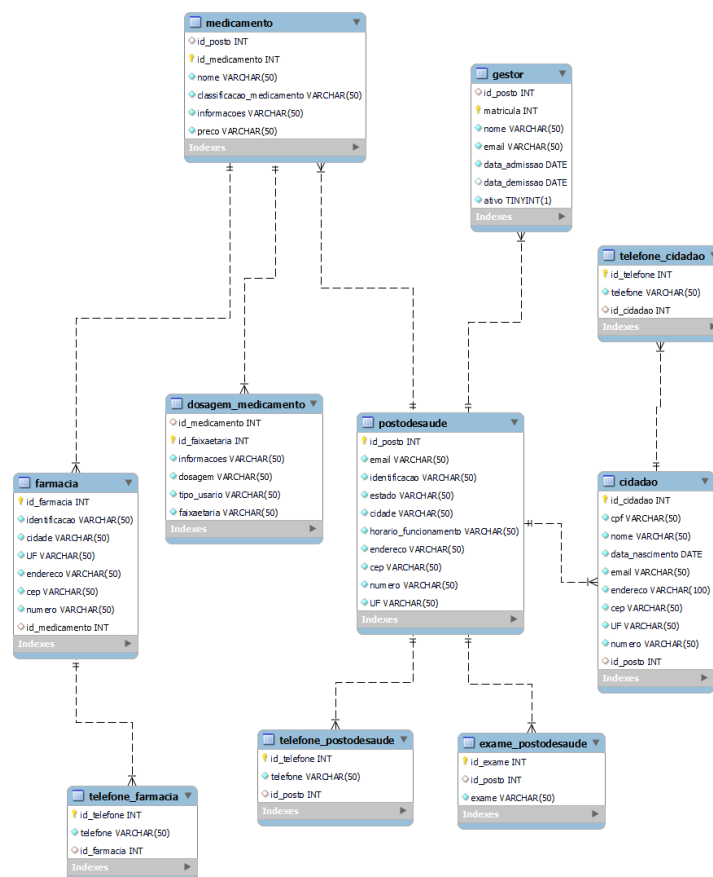 medicamento
id_posto INT
id_medicamento INT
nome VARCHAR(50)
classificacao_medicamento VARCHAR(50)
informacoes VARCHAR(50)
preco VARCHAR(50)
Indexes
gestor
id_posto INT
matricula INT
nome VARCHAR(50)
email VARCHAR(50)
data_admissao DATE
data_demissao DATE
ativo TINYINT(1)
Indexes
telefone_cidadao
id_telefone INT
telefone VARCHAR(50)
id_cidadao INT
Indexes
dosagem_medicamento
id_medicamento INT
id_faixaetaria INT
informacoes VARCHAR(50)
dosagem VARCHAR(50)
tipo_usario VARCHAR(50)
faixaetaria VARCHAR(50)
Indexes
postodesaude
id_posto INT
email VARCHAR(50)
identificacao VARCHAR(50)
estado VARCHAR(50)
cidade VARCHAR(50)
horario_funcionamento VARCHAR(50)
endereco VARCHAR(50)
cep VARCHAR(50)
numero VARCHAR(50)
UF VARCHAR(50)
Indexes
farmacia
id_farmacia INT
identificacao VARCHAR(50)
cidade VARCHAR(50)
UF VARCHAR(50)
endereco VARCHAR(50)
cep VARCHAR(50)
numero VARCHAR(50)
id_medicamento INT
Indexes
cidadao
id_cidadao INT
cpf VARCHAR(50)
nome VARCHAR(50)
data_nascimento DATE
email VARCHAR(50)
endereco VARCHAR(100)
cep VARCHAR(50)
UF VARCHAR(50)
numero VARCHAR(50)
id_posto INT
Indexes
telefone_postodesaude
id_telefone INT
telefone VARCHAR(50)
id_posto INT
Indexes
exame_postodesaude
id_exame INT
id_posto INT
exame VARCHAR(50)
Indexes
telefone_farmacia
id_telefone INT
telefone VARCHAR(50)
id_farmacia INT
Indexes